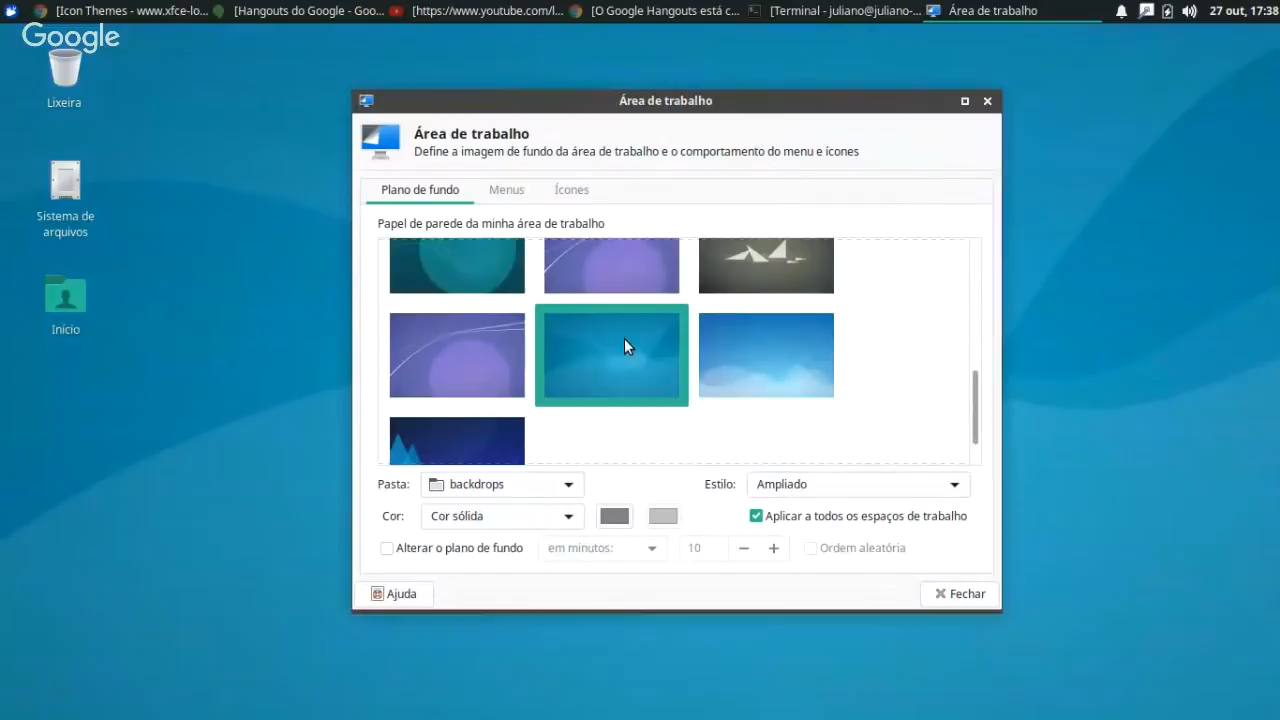 [Icon Themes - www.xfce-lo...
[Hangouts do Google - Goo...
[https://www.youtube.com/l...
[O Google Hangouts está c...
[Terminal - juliano@juliano-...
Área de trabalho
27 out, 17:38
Google
Lixeira
Sistema de
arquivos
Início
Área de trabalho
Área de trabalho
Define a imagem de fundo da área de trabalho e o comportamento do menu e ícones
Plano de fundo
Menus
Ícones
Papel de parede da minha área de trabalho
Pasta:
backdrops
Estilo:
Ampliado
Cor:
Cor sólida
Aplicar a todos os espaços de trabalho
Alterar o plano de fundo
em minutos:
10
Ordem aleatória
Ajuda
Fechar